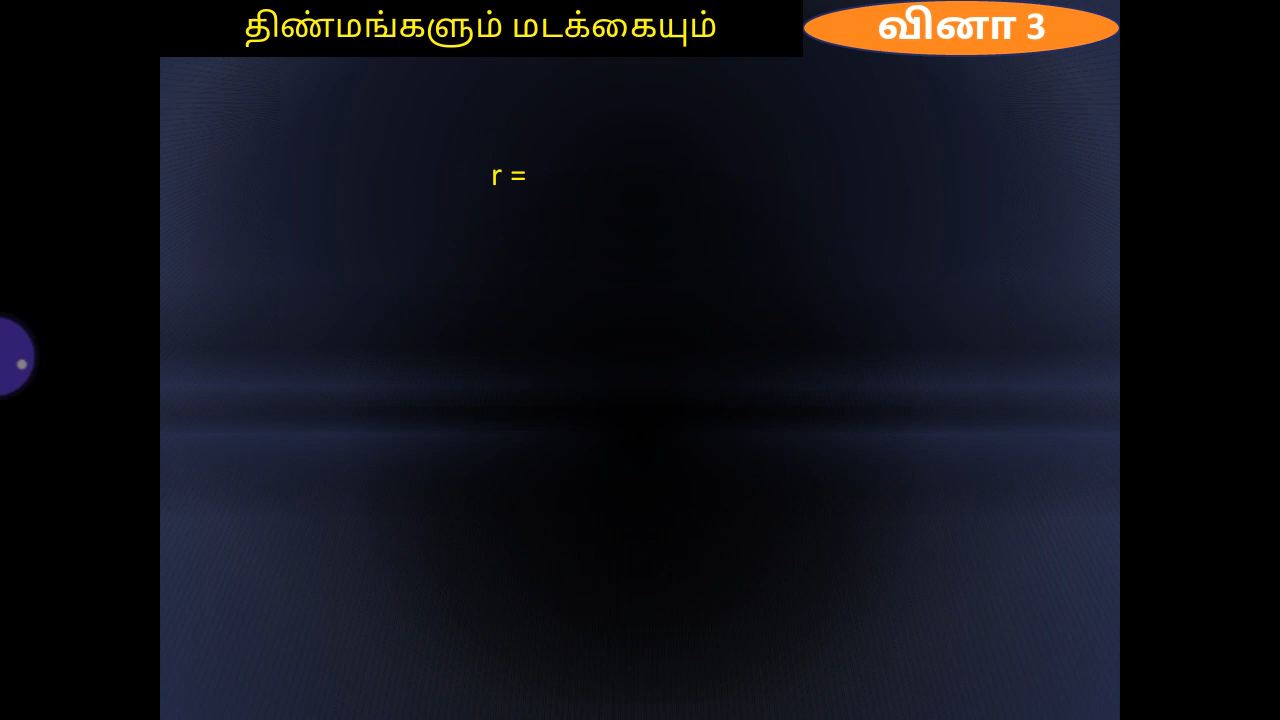 திண்மங்களும் மடக்கையும்
வினா 3
r =